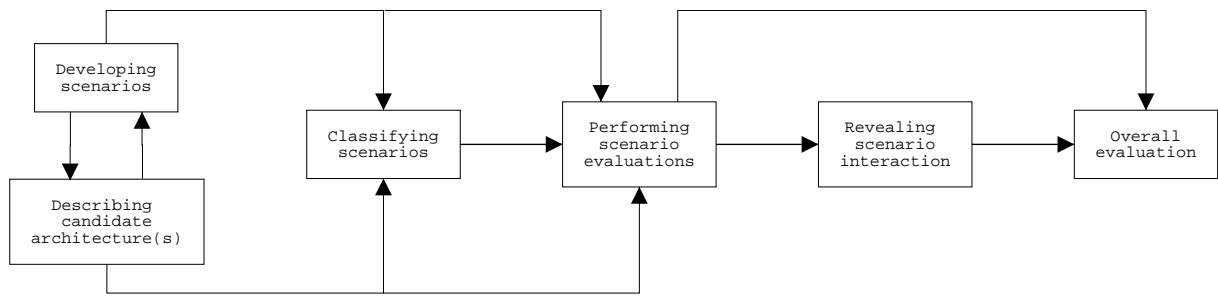 Developing
scenarios
Describing
candidate
architecture(s)
Classifying
scenarios
Performing
scenario
evaluations
Revealing
scenario
interaction
Overall
evaluation